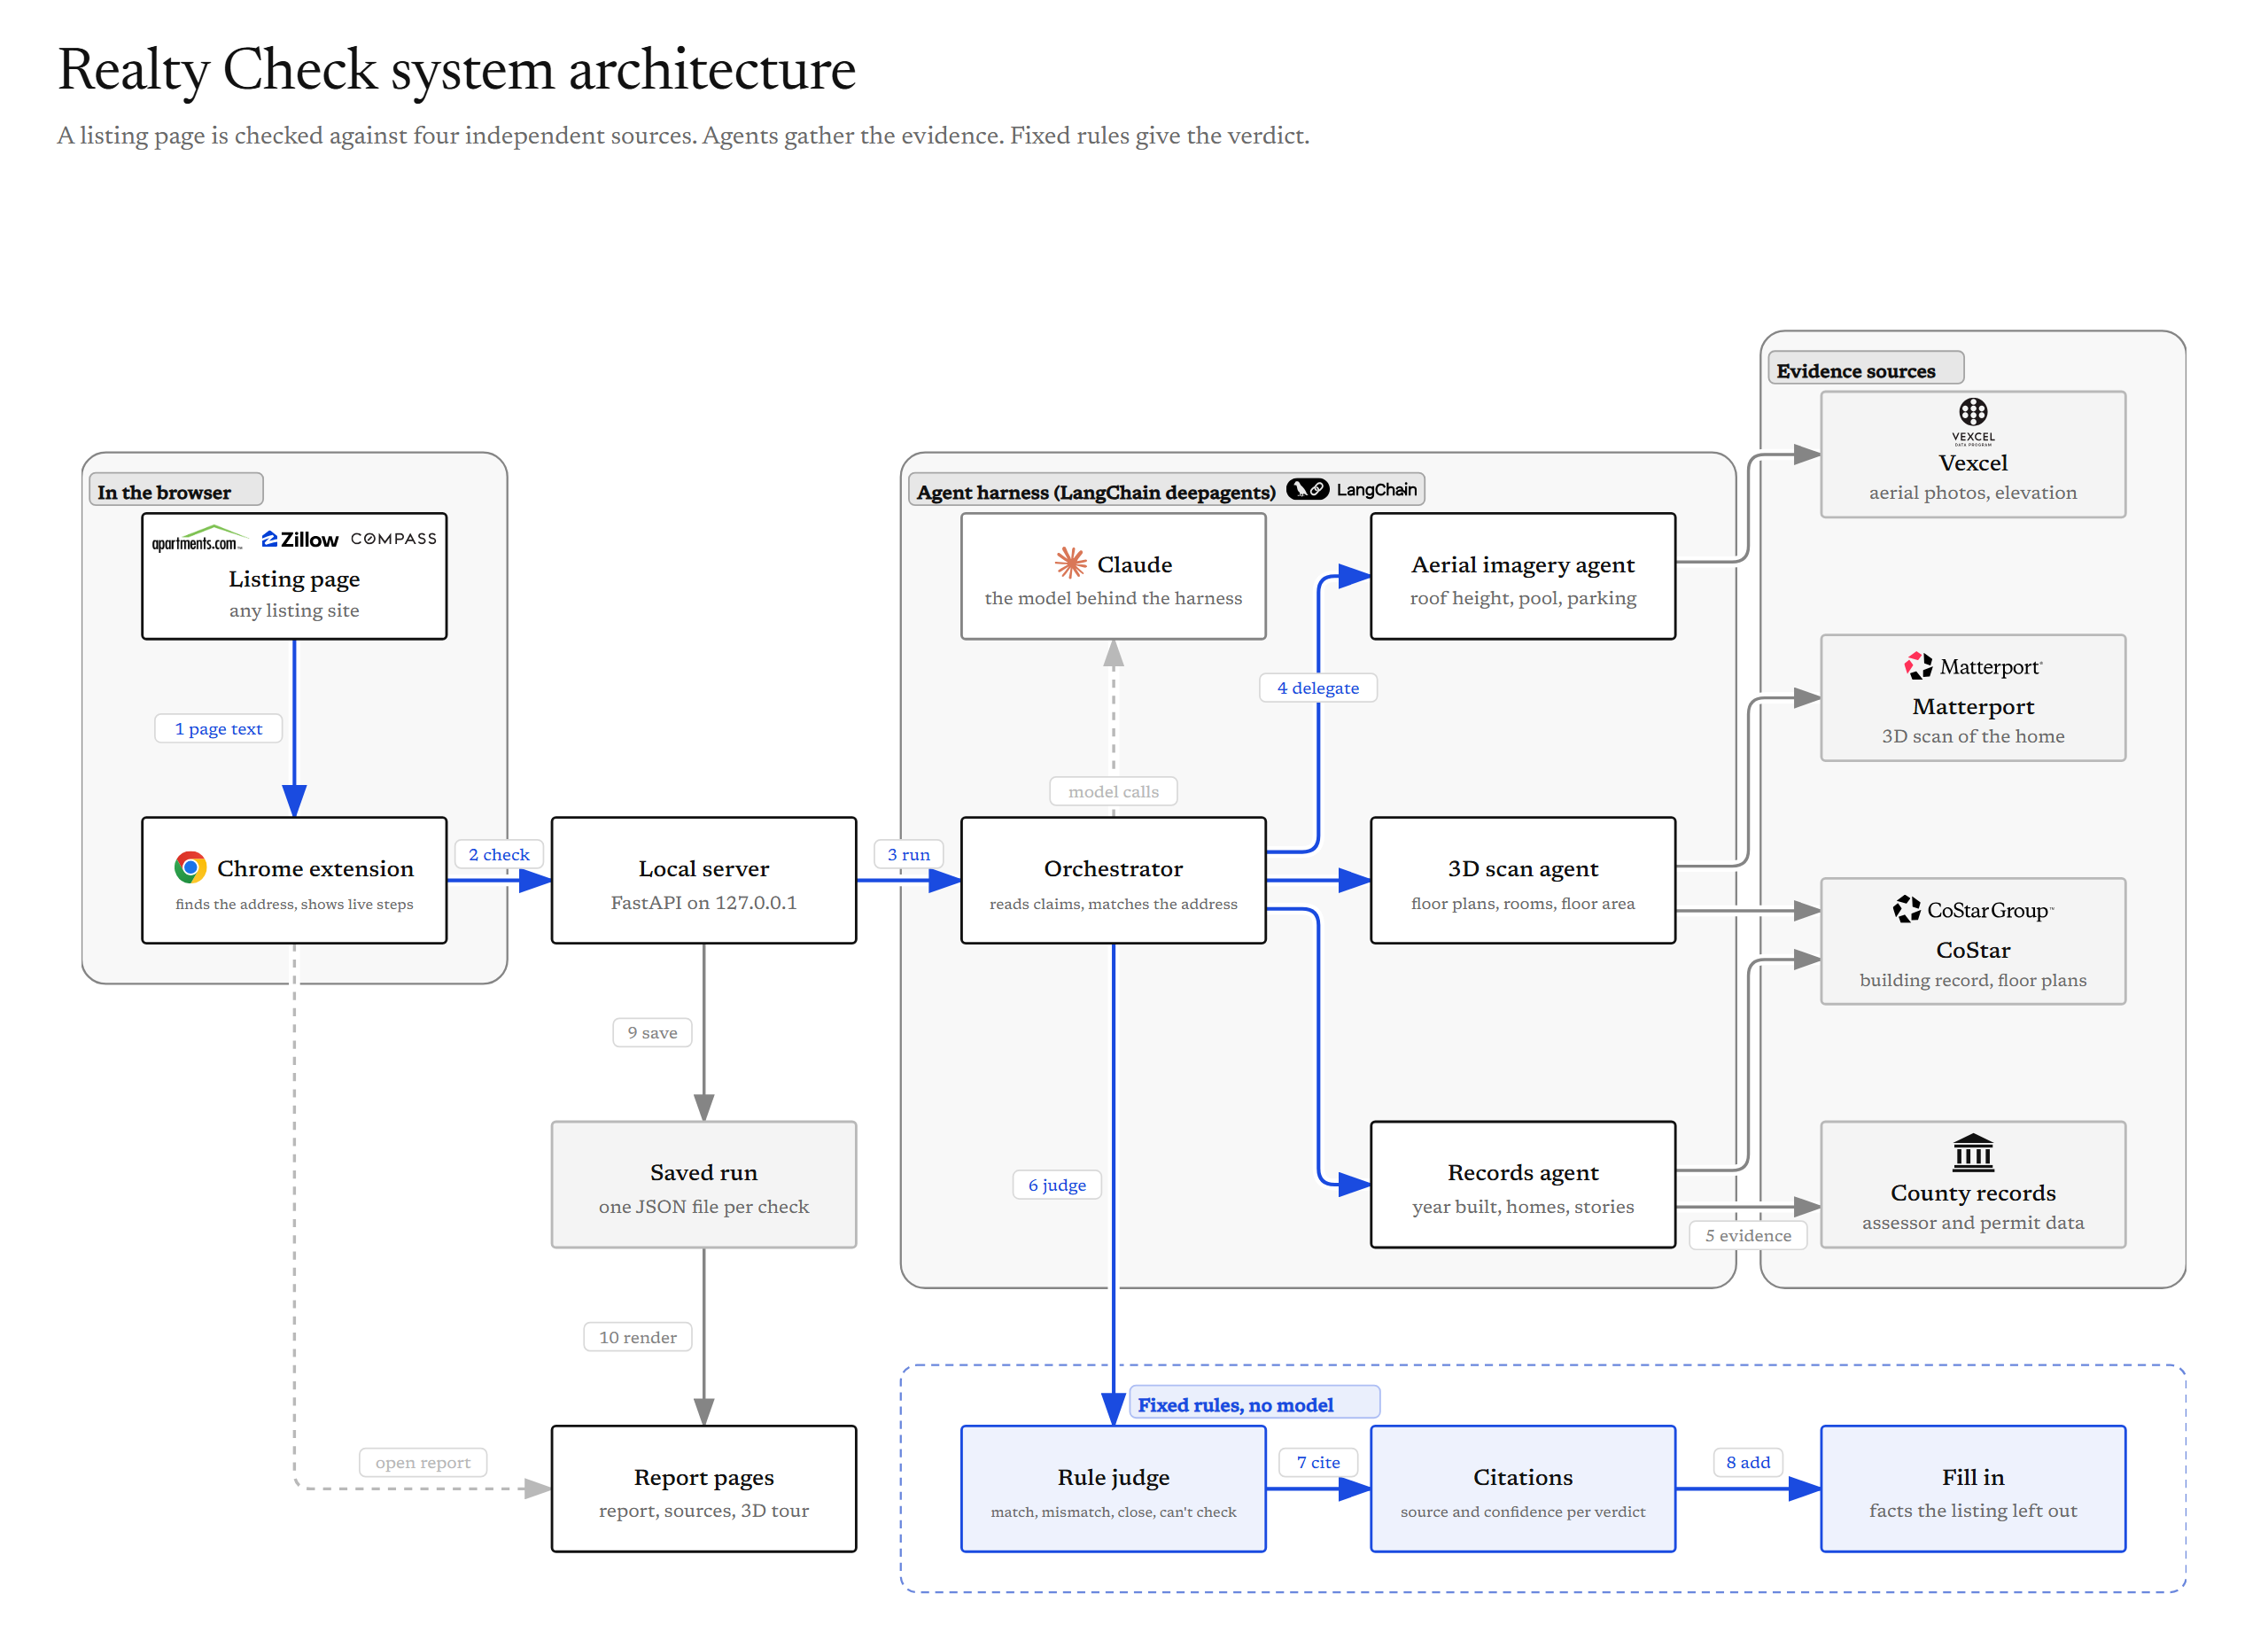 Realty Check system architecture
A listing page is checked against four independent sources. Agents gather the evidence. Fixed rules give the verdict.
Evidence sources
VEXCEL
DATA PROGRAM
Vexcel
aerial photos, elevation
In the browser
apartments.com™ Zillow COMPASS
Listing page
any listing site
Agent harness (LangChain deepagents) LangChain
Claude
the model behind the harness
Aerial imagery agent
roof height, pool, parking
4 delegate
Matterport®
Matterport
3D scan of the home
1 page text
model calls
Chrome extension
finds the address, shows live steps
2 check
Local server
FastAPI on 127.0.0.1
3 run
Orchestrator
reads claims, matches the address
3D scan agent
floor plans, rooms, floor area
CoStar Group™
CoStar
building record, floor plans
9 save
Saved run
one JSON file per check
6 judge
Records agent
year built, homes, stories
5 evidence
County records
assessor and permit data
10 render
Fixed rules, no model
open report
Report pages
report, sources, 3D tour
Rule judge
match, mismatch, close, can't check
7 cite
Citations
source and confidence per verdict
8 add
Fill in
facts the listing left out